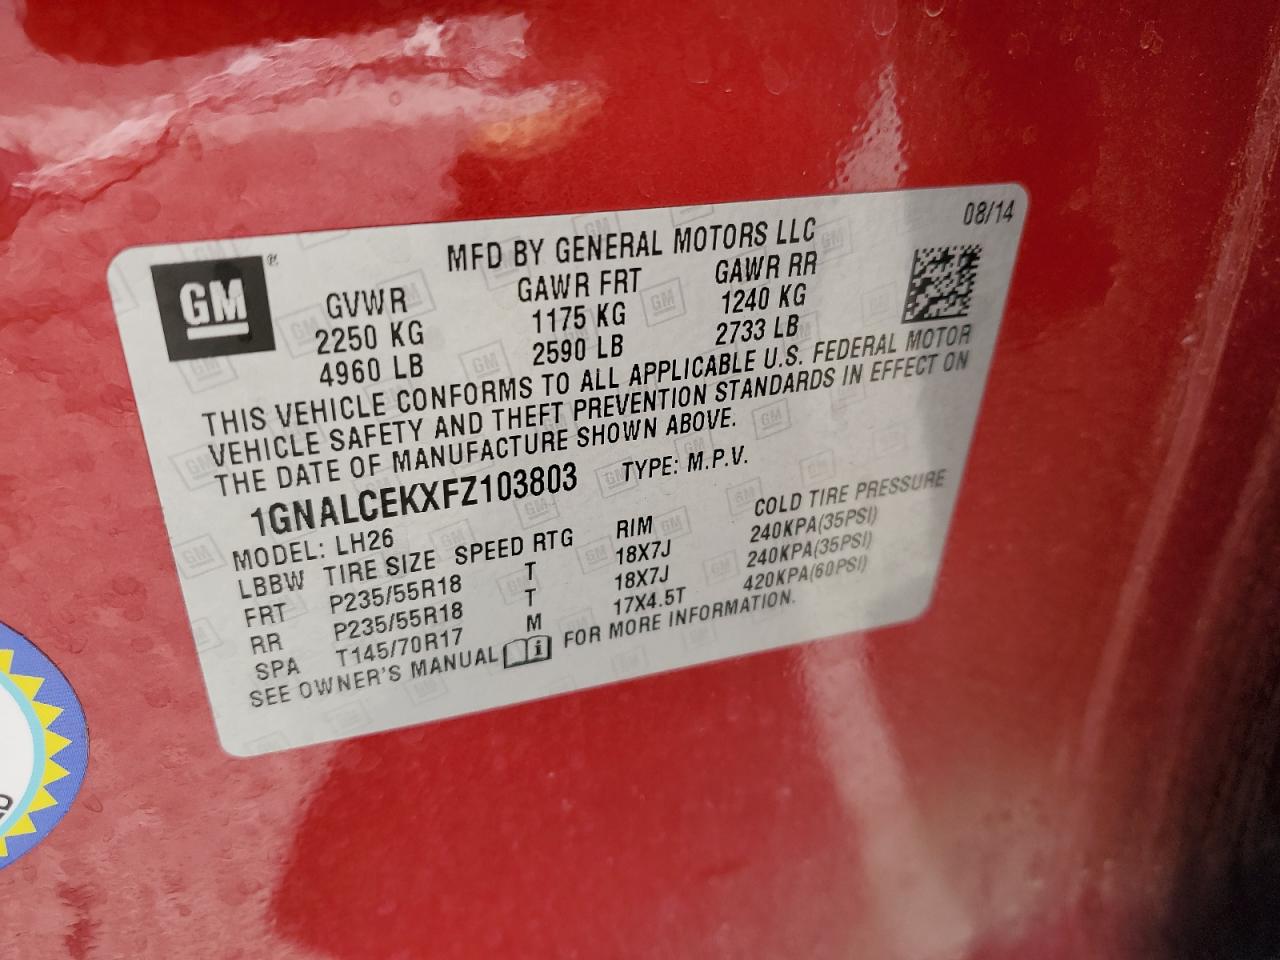 08/14
GM®
MFD BY GENERAL MOTORS LLC
GVWR GAWR FRT GAWR RR
2250 KG 1175 KG 1240 KG
4960 LB 2590 LB 2733 LB
THIS VEHICLE CONFORMS TO ALL APPLICABLE U.S. FEDERAL MOTOR
VEHICLE SAFETY AND THEFT PREVENTION STANDARDS IN EFFECT ON
THE DATE OF MANUFACTURE SHOWN ABOVE.
1GNALCEKXFZ103803 TYPE: M.P.V.
MODEL: LH26
LBBW TIRE SIZE SPEED RTG RIM COLD TIRE PRESSURE
FRT P235/55R18 T 18X7J 240KPA(35PSI)
RR P235/55R18 T 18X7J 240KPA(35PSI)
SPA T145/70R17 M 17X4.5T 420KPA(60PSI)
SEE OWNER'S MANUAL i FOR MORE INFORMATION.